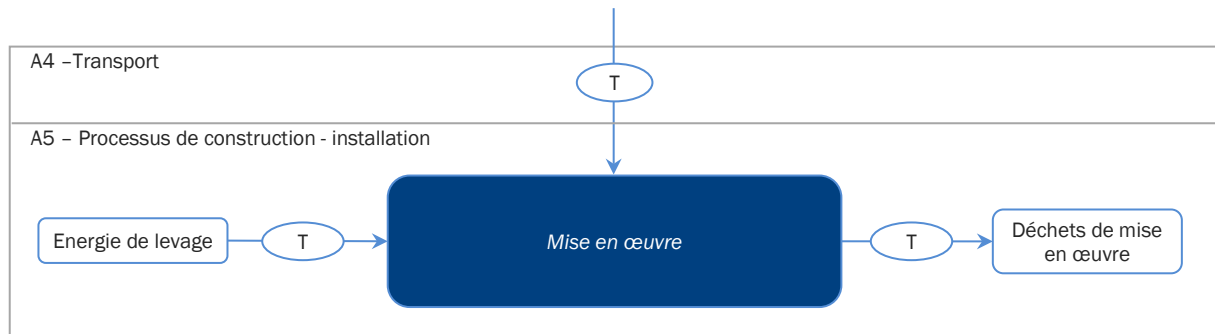 A4 –Transport
T
A5 – Processus de construction - installation
Energie de levage
T
Mise en œuvre
T
Déchets de mise
en œuvre